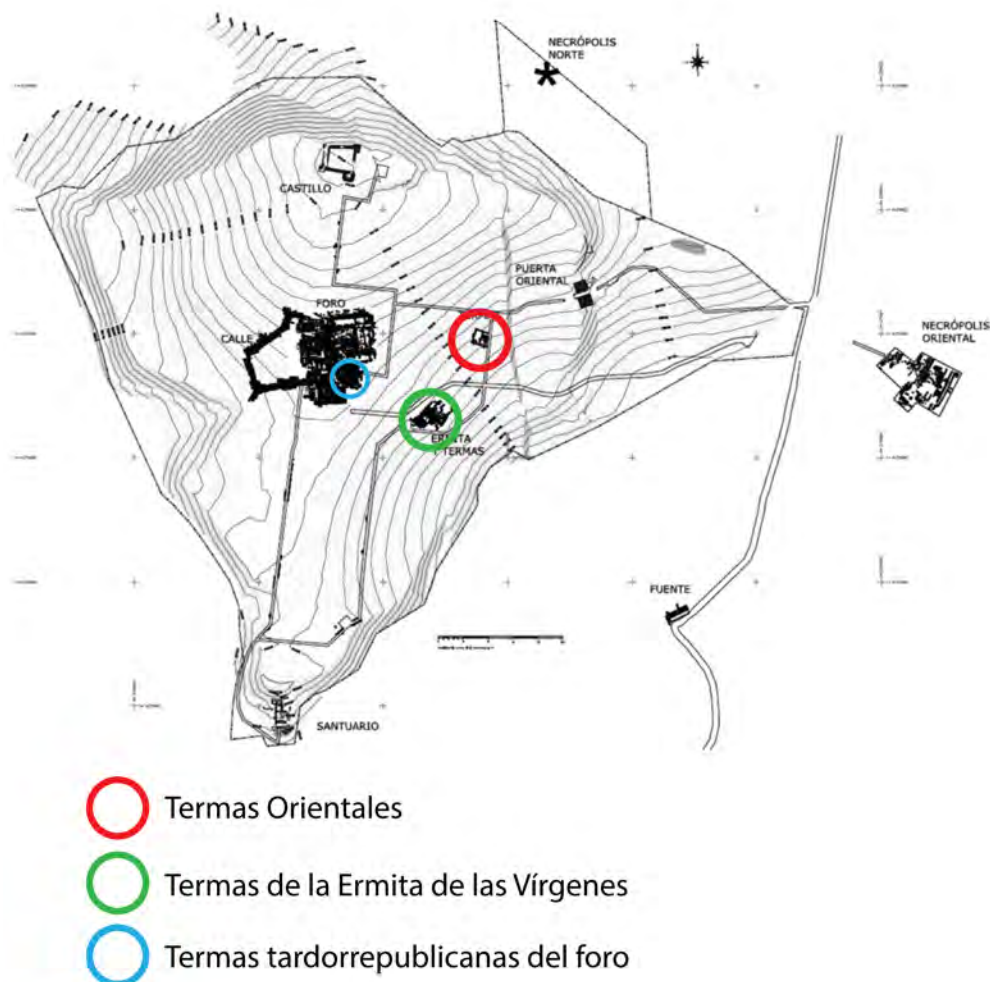 NECRÓPOLIS
NORTE
CASTILLO
PUERTA
ORIENTAL
FORO
CALLE
NECRÓPOLIS
ORIENTAL
ERMITA
TERMAS
FUENTE
SANTUARIO
Termas Orientales
Termas de la Ermita de las Vírgenes
Termas tardorrepublicanas del foro